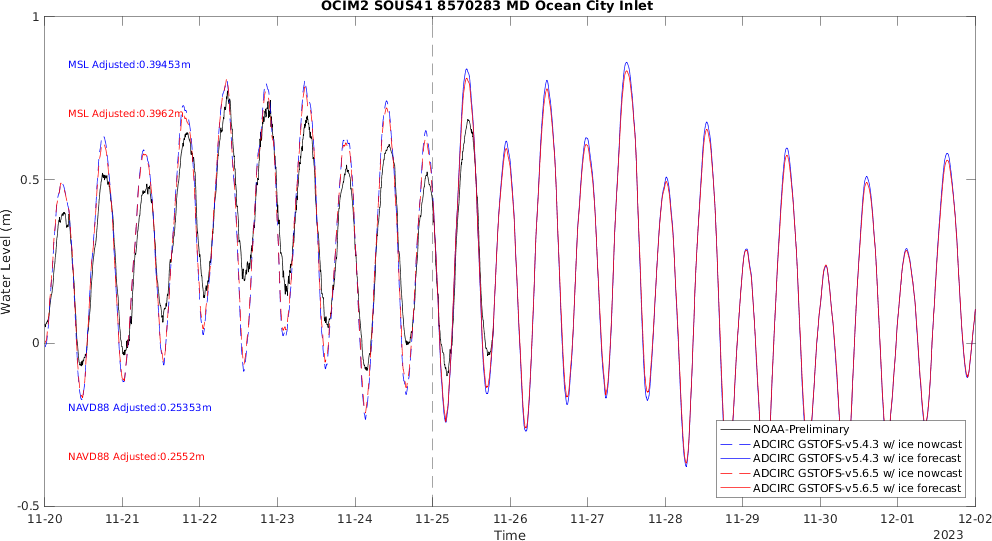 OCIM2 SOUS41 8570283 MD Ocean City Inlet
1
MSL Adjusted:0.39453m
MSL Adjusted:0.3962m
0.5
Water Level (m)
0
NAVD88 Adjusted:0.25353m
NAVD88 Adjusted:0.2552m
NOAA-Preliminary
ADCIRC GSTOFS-v5.4.3 w/ ice nowcast
ADCIRC GSTOFS-v5.4.3 w/ ice forecast
ADCIRC GSTOFS-v5.6.5 w/ ice nowcast
ADCIRC GSTOFS-v5.6.5 w/ ice forecast
-0.5
11-20 11-21 11-22 11-23 11-24 11-25 11-26 11-27 11-28 11-29 11-30 12-01 12-02
Time
2023